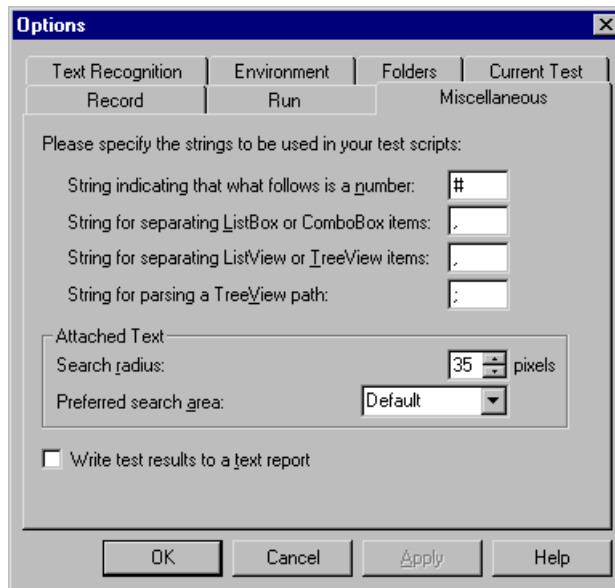 Options
Text Recognition Environment Folders Current Test
Record Run Miscellaneous
Please specify the strings to be used in your test scripts:
String indicating that what follows is a number: #
String for separating ListBox or ComboBox items: ,
String for separating ListView or TreeView items: ,
String for parsing a TreeView path: ;
Attached Text
Search radius: 35 pixels
Preferred search area: Default
Write test results to a text report
OK Cancel Apply Help